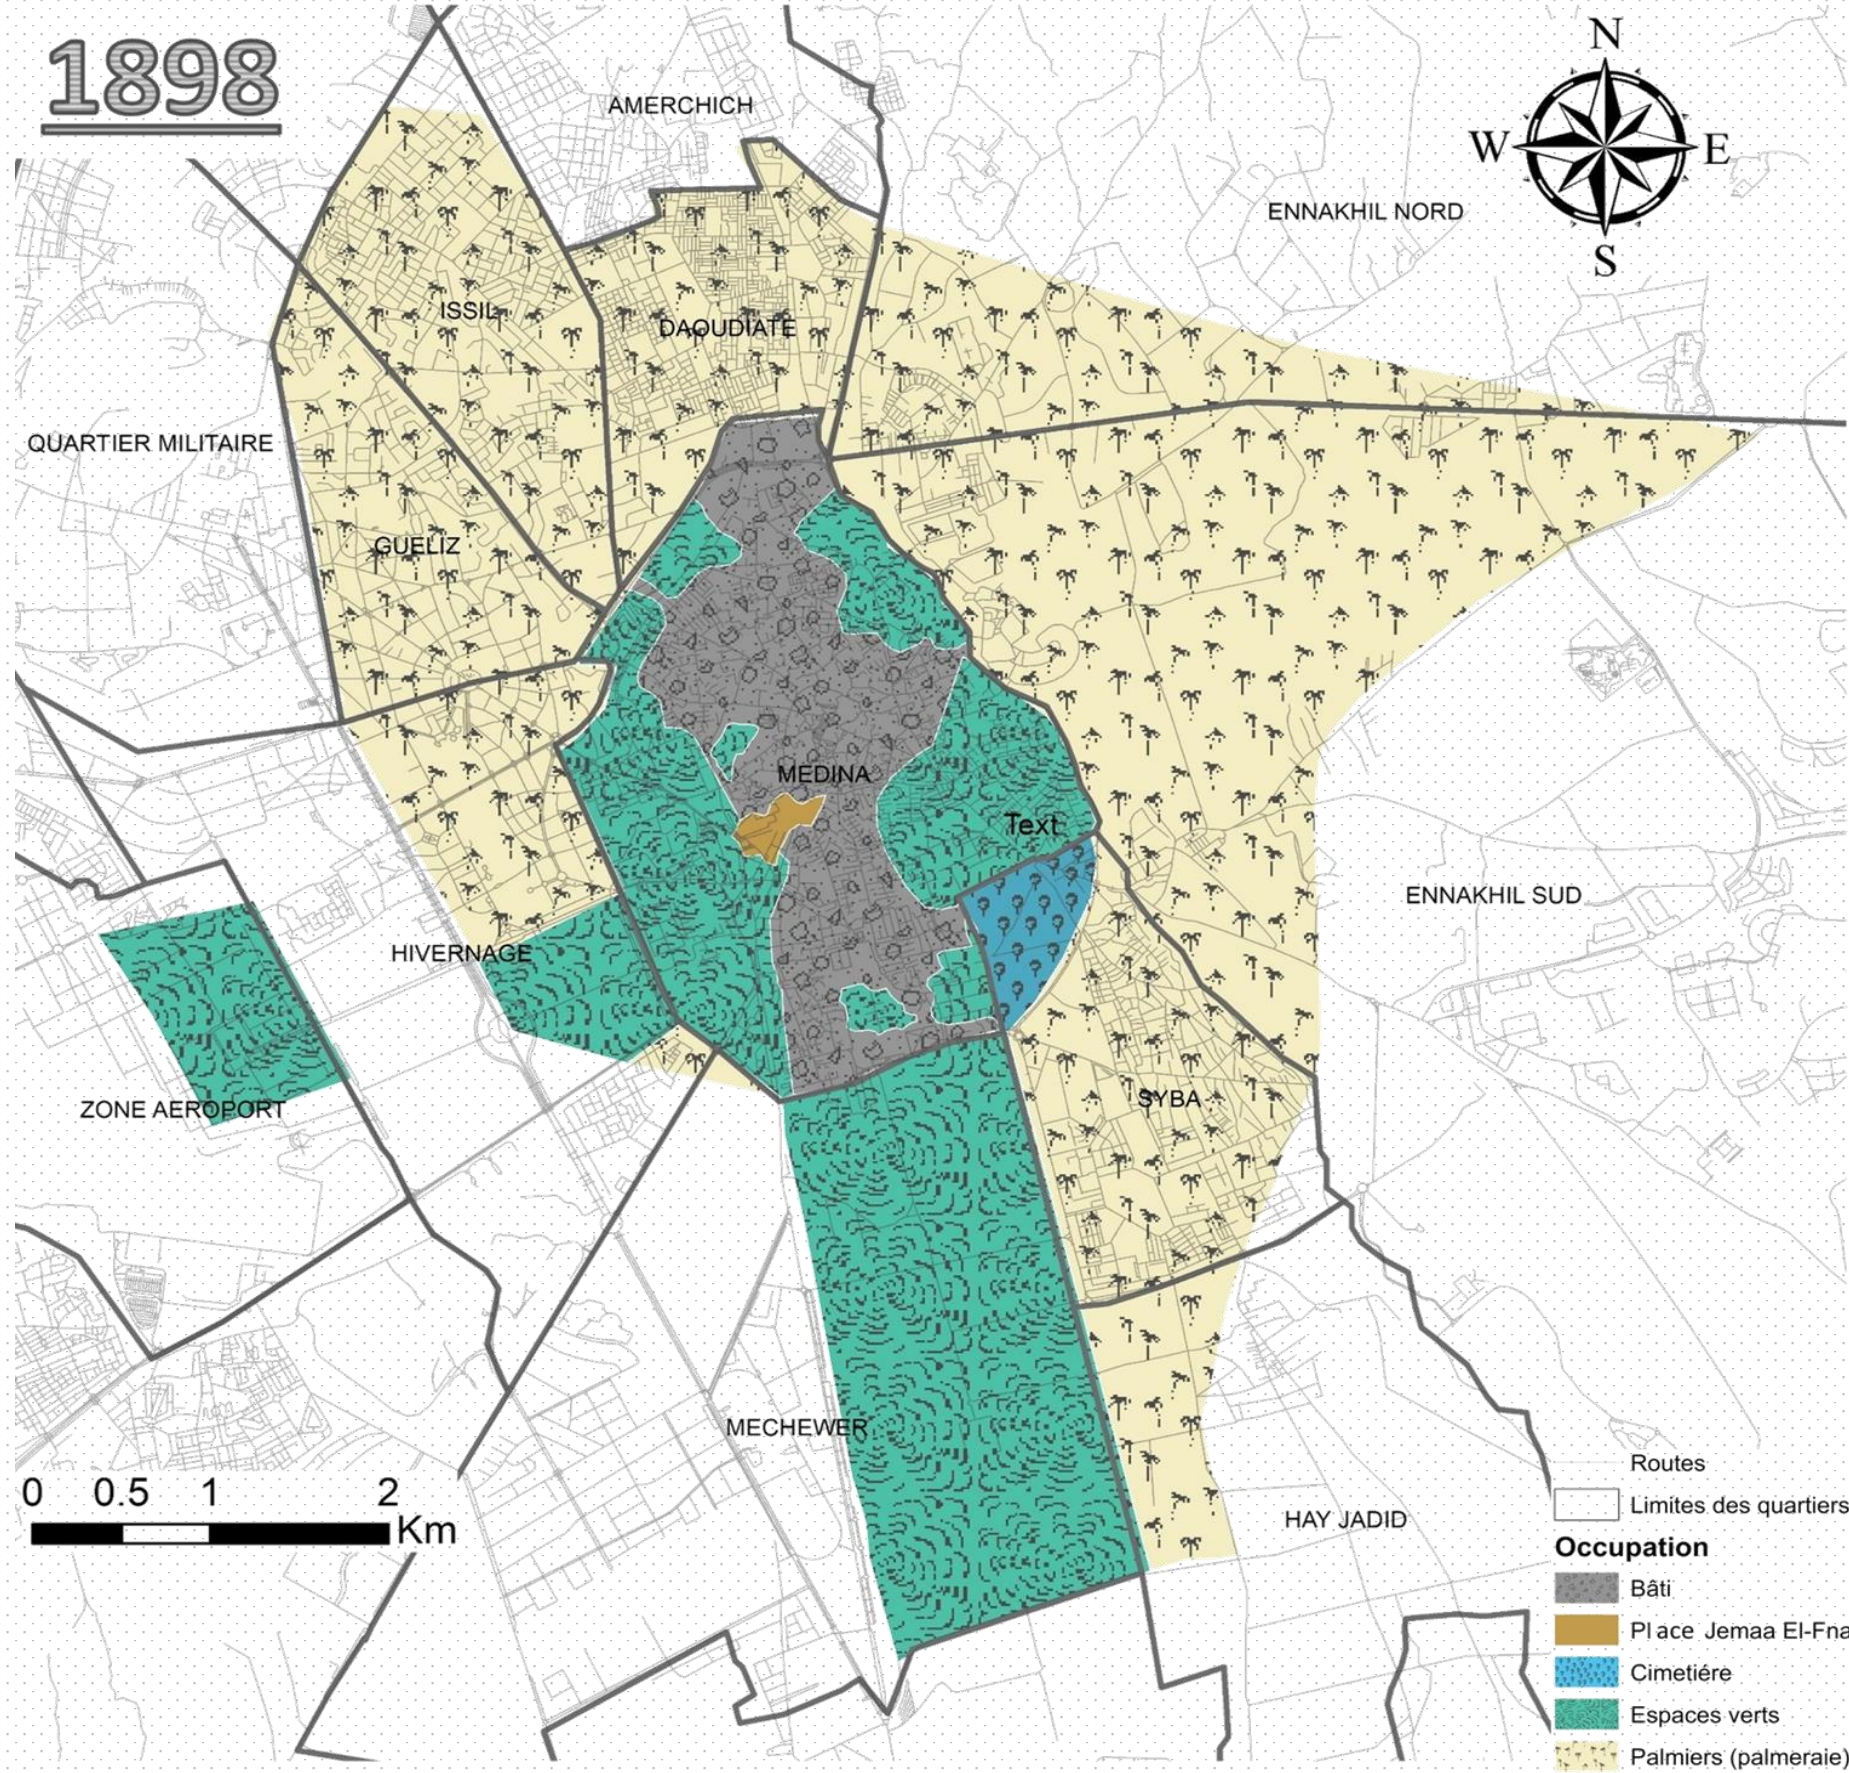 1898
N
AMERCHICH
W
E
ENNAKHIL NORD
S
ISSIL
DAOUDIATE
QUARTIER MILITAIRE
GUELIZ
MEDINA
Text
ENNAKHIL SUD
HIVERNAGE
SYBA
ZONE AEROPORT
MECHEWER
0 0.5 1 2
Km
HAY JADID
Routes
Limites des quartiers
Occupation
Bâti
Pl ace Jemaa El-Fna
Cimetiére
Espaces verts
Palmiers (palmeraie)